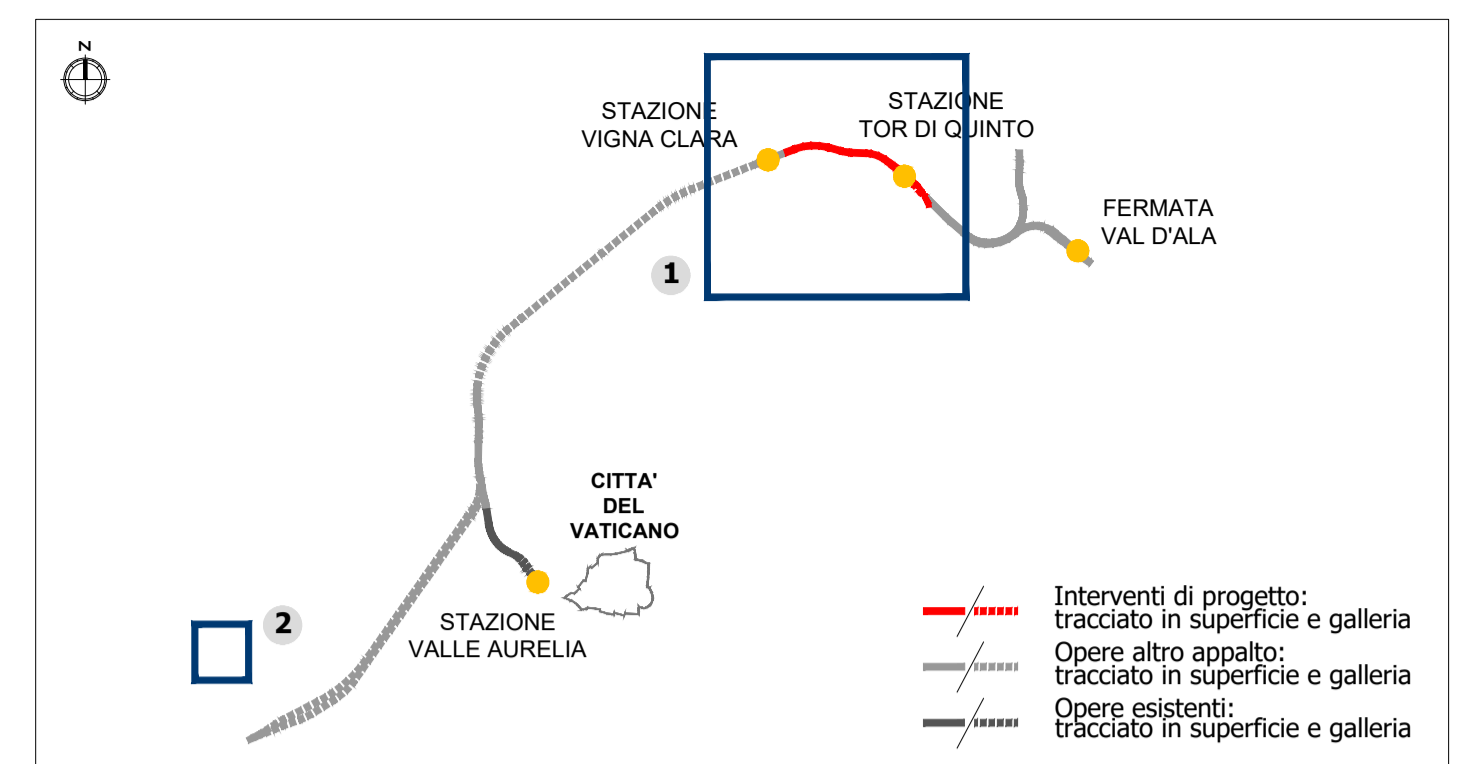 N
STAZIONE
VIGNA CLARA
STAZIONE
TOR DI QUINTO
FERMATA
VAL D'ALA
1
CITTA'
DEL
VATICANO
STAZIONE
VALLE AURELIA
2
Interventi di progetto:
tracciato in superficie e galleria
Opere altro appalto:
tracciato in superficie e galleria
Opere esistenti:
tracciato in superficie e galleria